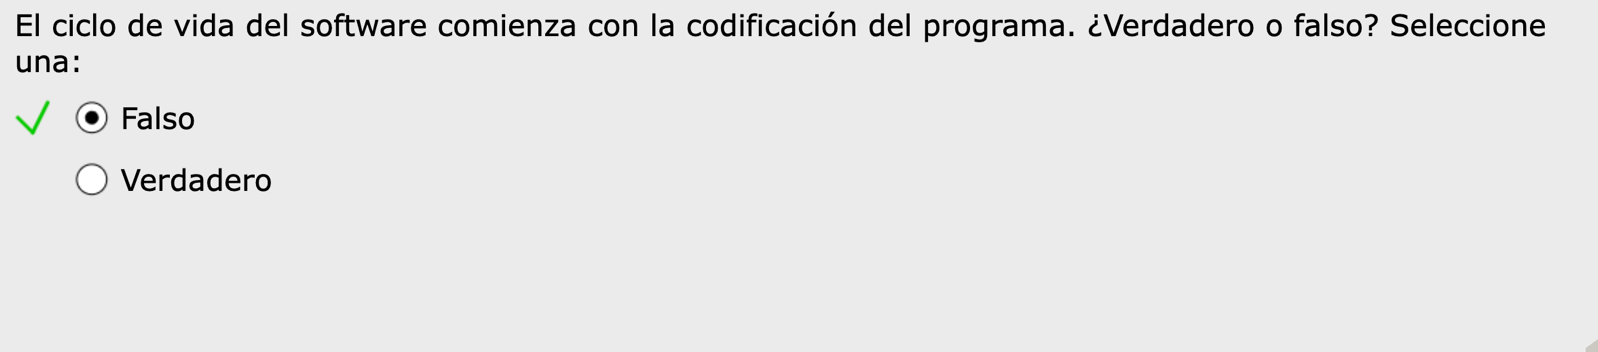 El ciclo de vida del software comienza con la codificación del programa. ¿Verdadero o falso? Seleccione
una:
Falso
Verdadero